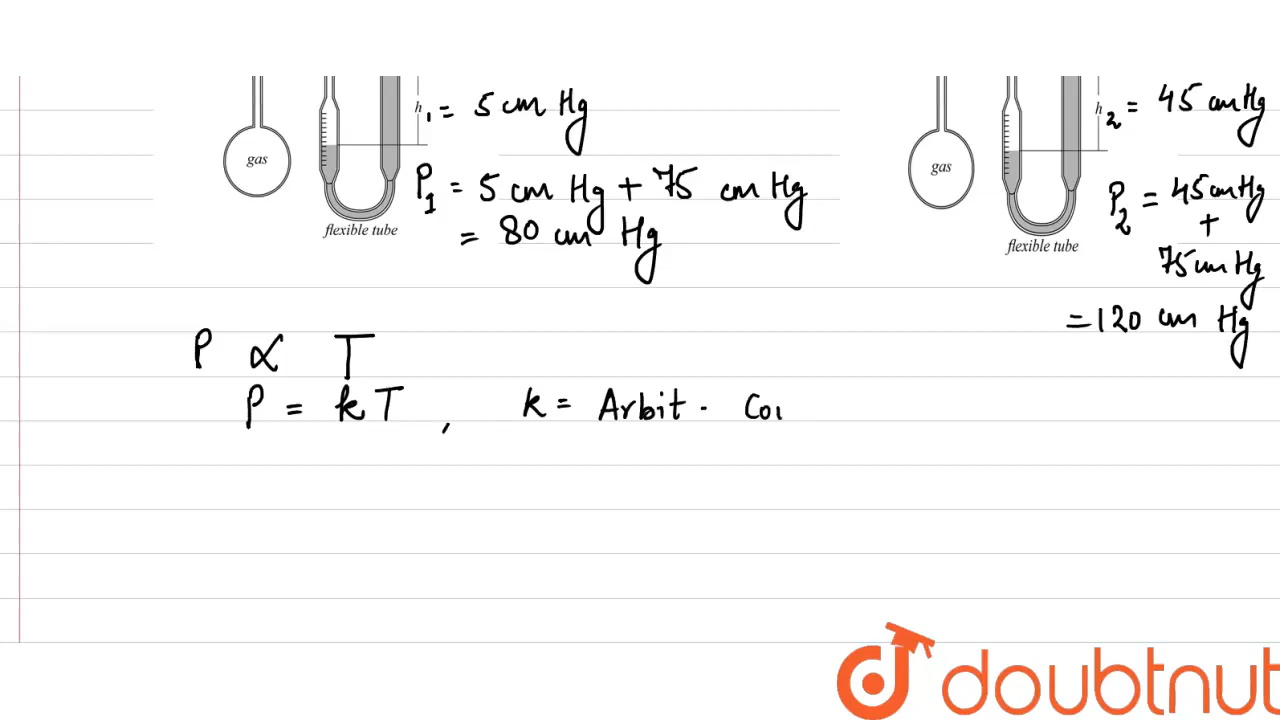 gas
h₁ = 5 cm Hg
P₁ = 5 cm Hg + 75 cm Hg
= 80 cm Hg
flexible tube
gas
h₂ = 45 cm Hg
P₂ = 45 cm Hg
+
75 cm Hg
= 120 cm Hg
flexible tube
P ∝ T
P = kT , k = Arbit. Co
doubtnut